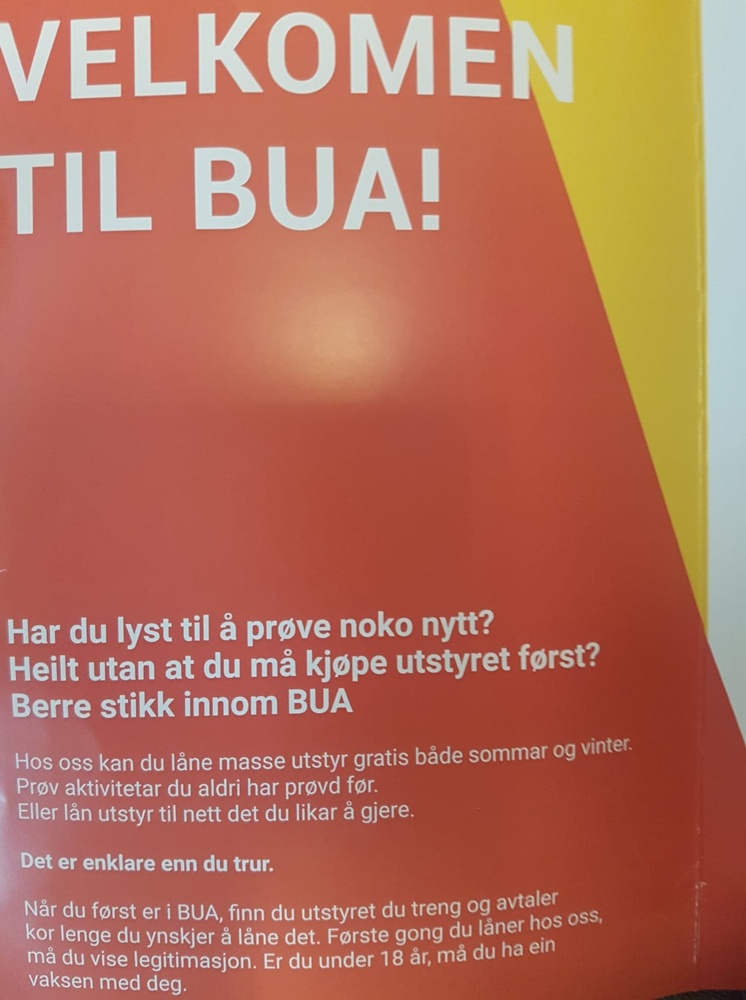 VELKOMEN
TIL BUA!
Har du lyst til å prøve noko nytt?
Heilt utan at du må kjøpe utstyret først?
Berre stikk innom BUA
Hos oss kan du låne masse utstyr gratis både sommar og vinter.
Prøv aktivitetar du aldri har prøvd før.
Eller lån utstyr til nett det du likar å gjere.
Det er enklare enn du trur.
Når du først er i BUA, finn du utstyret du treng og avtaler
kor lenge du ynskjer å låne det. Første gong du låner hos oss,
må du vise legitimasjon. Er du under 18 år, må du ha ein
vaksen med deg.